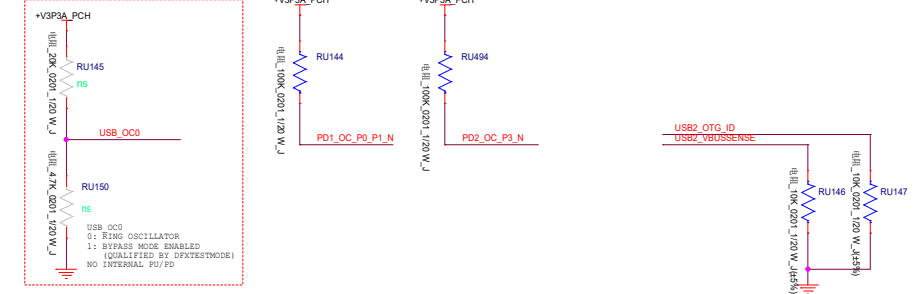 +V3P3A_PCH
电阻_20K_0201_1/20 W_J
RU145
ns
USB_OC0
电阻_4.7K_0201_1/20 W_J
RU150
ns
USB_OC0
0: RING OSCILLATOR
1: BYPASS MODE ENABLED
(QUALIFIED BY DFXTESTMODE)
NO INTERNAL PU/PD
+V3P3A_PCH
电阻_100K_0201_1/20 W_J
RU144
PD1_OC_P0_P1_N
+V3P3A_PCH
电阻_100K_0201_1/20 W_J
RU494
PD2_OC_P3_N
USB2_OTG_ID
USB2_VBUSSENSE
电阻_10K_0201_1/20 W_J(±5%)
RU146
电阻_10K_0201_1/20 W_J(±5%)
RU147